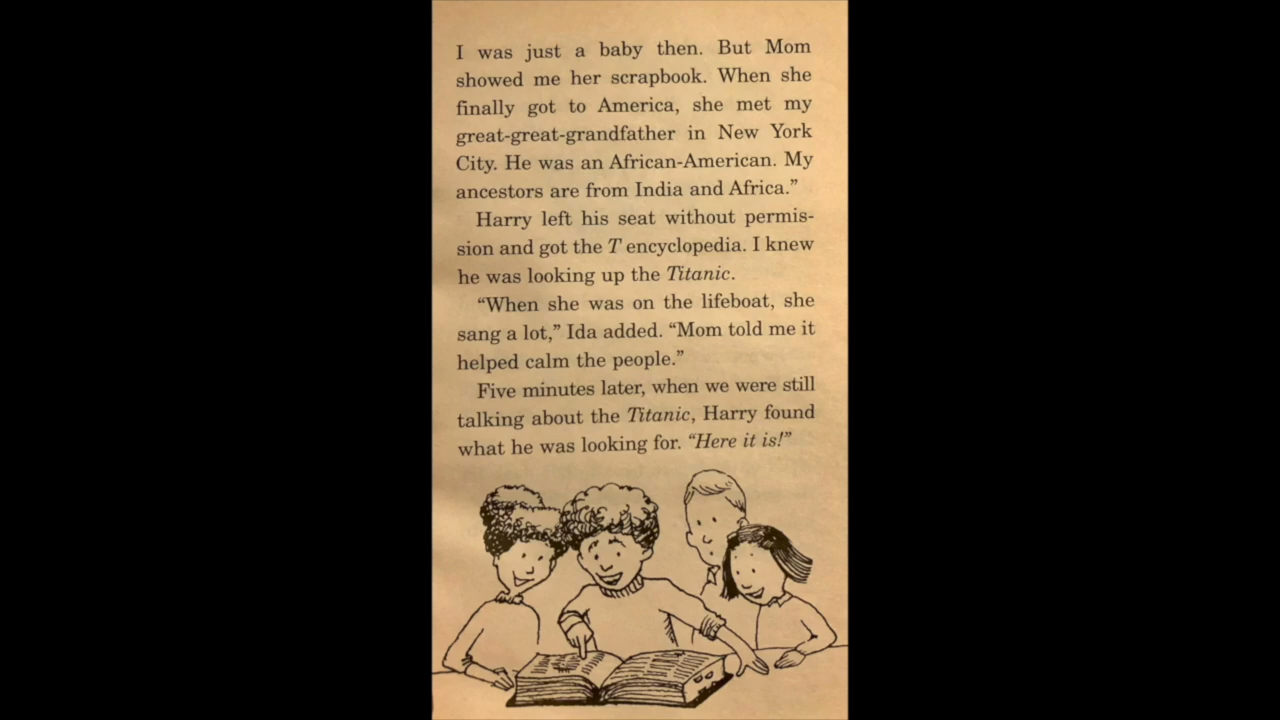 I was just a baby then. But Mom
showed me her scrapbook. When she
finally got to America, she met my
great-great-grandfather in New York
City. He was an African-American. My
ancestors are from India and Africa.”
Harry left his seat without permis-
sion and got the T encyclopedia. I knew
he was looking up the Titanic.
“When she was on the lifeboat, she
sang a lot,” Ida added. “Mom told me it
helped calm the people.”
Five minutes later, when we were still
talking about the Titanic, Harry found
what he was looking for. “Here it is!”